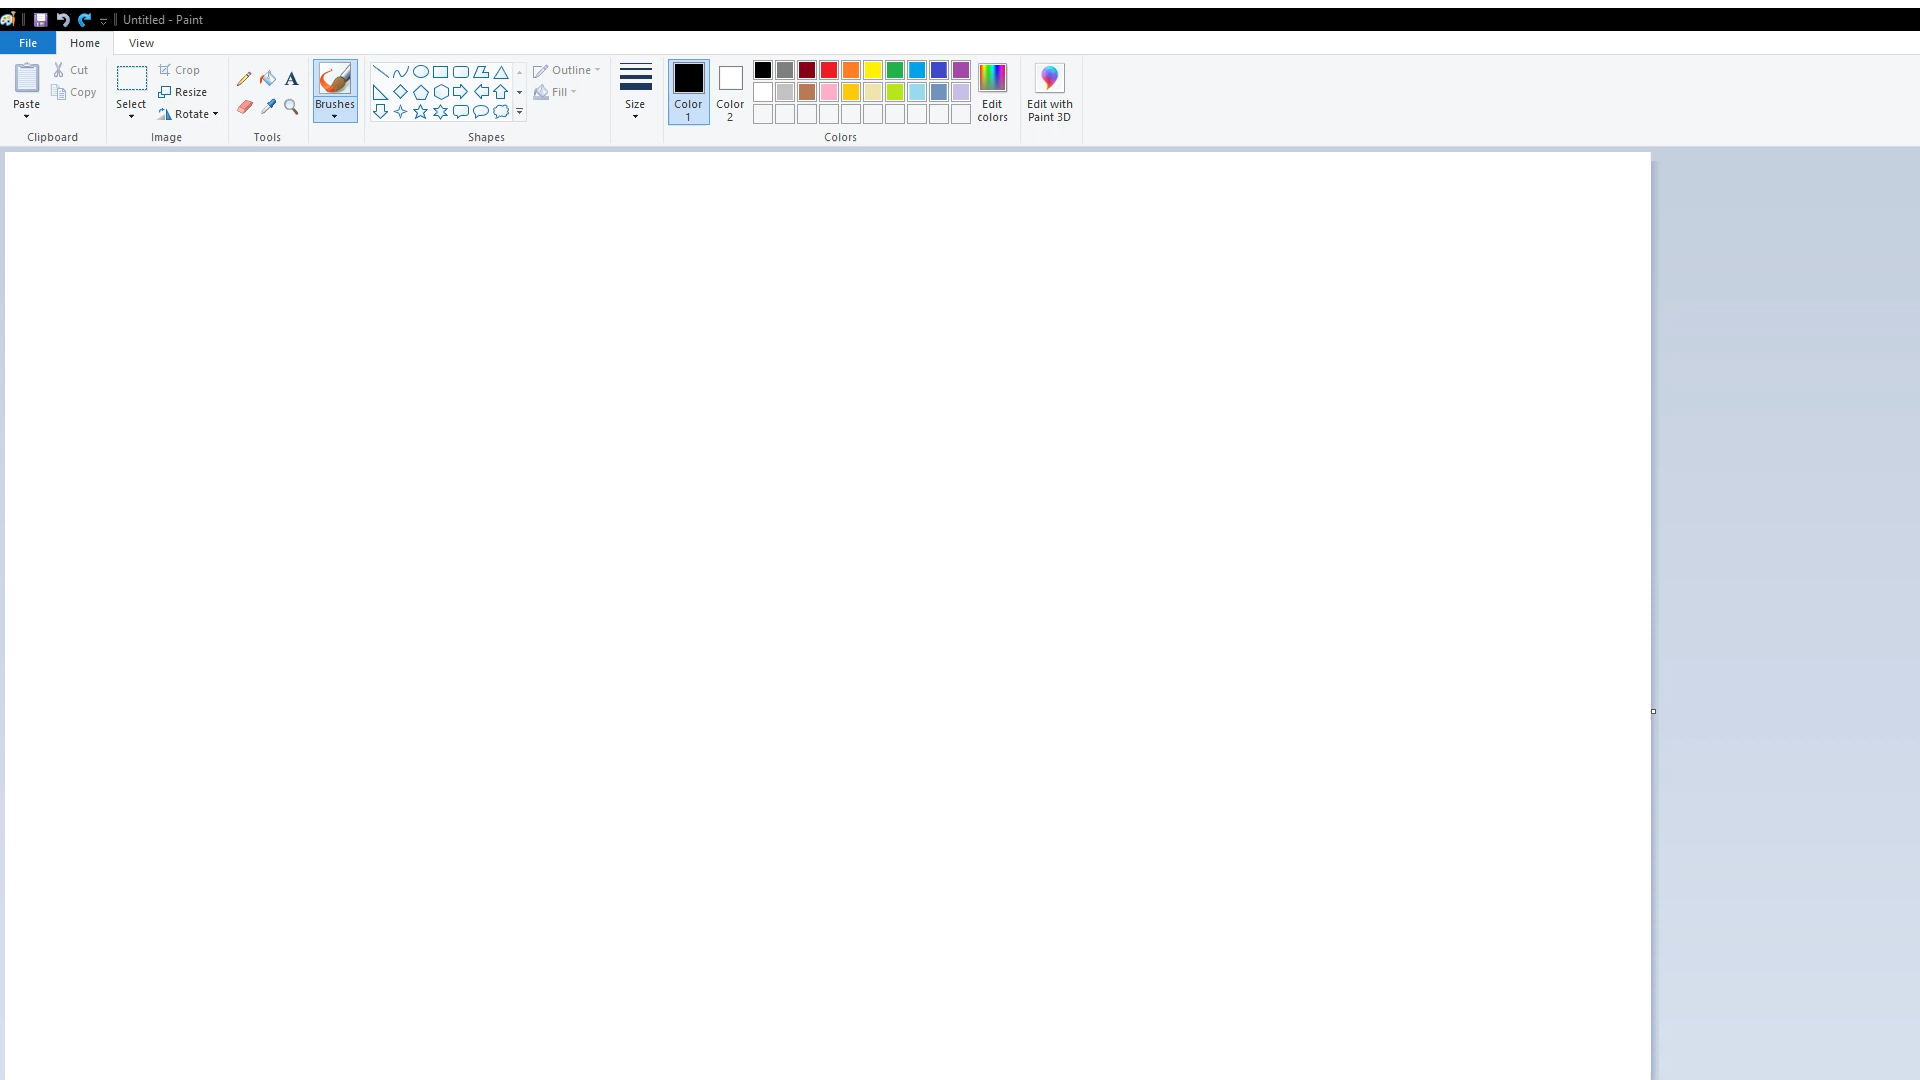 Untitled - Paint
File Home View
Paste Cut Copy Select Crop Resize Rotate Brushes Outline Fill Size Color 1 Color 2 Edit colors Edit with Paint 3D
Clipboard Image Tools Shapes Colors